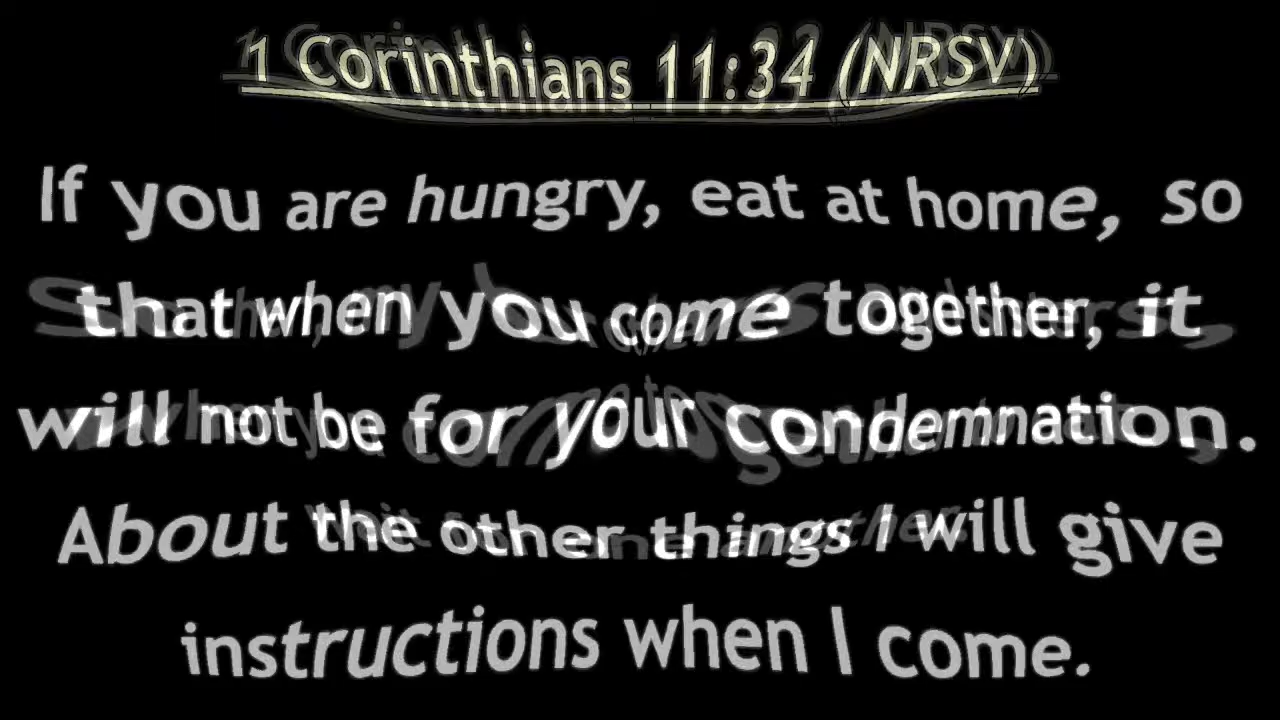 1 Corinthians 11:34 (NRSV)
If you are hungry, eat at home, so
that when you come together, it
will not be for your condemnation.
About the other things I will give
instructions when I come.